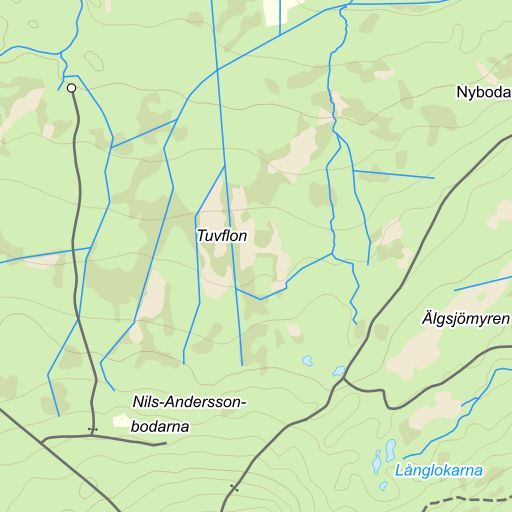 Nyboda
Tuvflon
Älgsjömyren
Nils-Andersson-
bodarna
Långlokarna